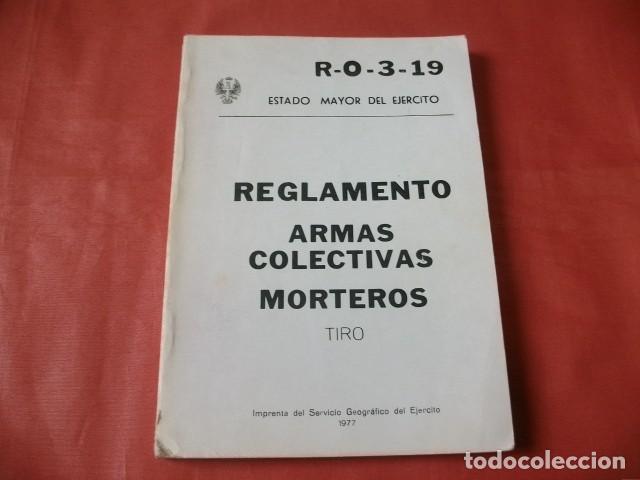 R-O-3-19
ESTADO MAYOR DEL EJERCITO
REGLAMENTO
ARMAS
COLECTIVAS
MORTEROS
TIRO
Imprenta del Servicio Geográfico del Ejercito
1977
todocoleccion